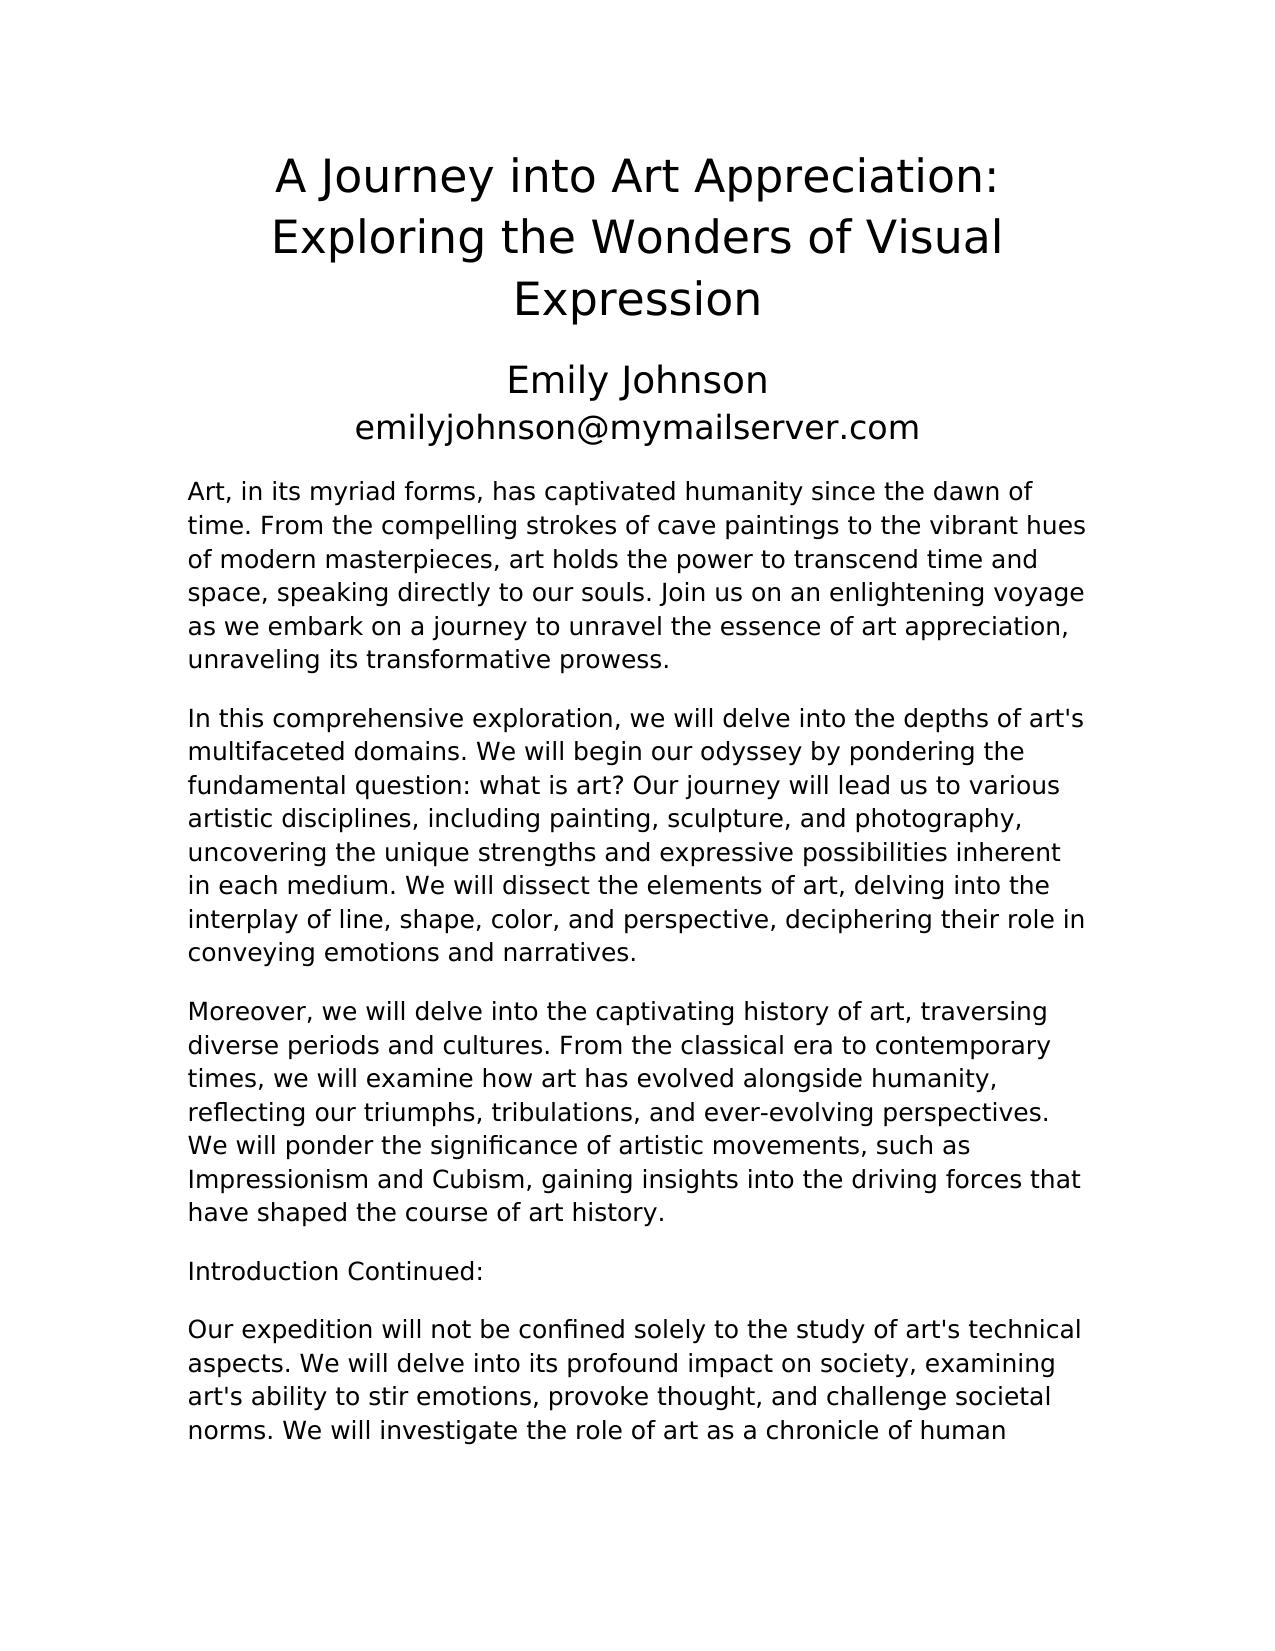 A Journey into Art Appreciation:
Exploring the Wonders of Visual
Expression
Emily Johnson
emilyjohnson@mymailserver.com
Art, in its myriad forms, has captivated humanity since the dawn of
time. From the compelling strokes of cave paintings to the vibrant hues
of modern masterpieces, art holds the power to transcend time and
space, speaking directly to our souls. Join us on an enlightening voyage
as we embark on a journey to unravel the essence of art appreciation,
unraveling its transformative prowess.
In this comprehensive exploration, we will delve into the depths of art's
multifaceted domains. We will begin our odyssey by pondering the
fundamental question: what is art? Our journey will lead us to various
artistic disciplines, including painting, sculpture, and photography,
uncovering the unique strengths and expressive possibilities inherent
in each medium. We will dissect the elements of art, delving into the
interplay of line, shape, color, and perspective, deciphering their role in
conveying emotions and narratives.
Moreover, we will delve into the captivating history of art, traversing
diverse periods and cultures. From the classical era to contemporary
times, we will examine how art has evolved alongside humanity,
reflecting our triumphs, tribulations, and ever-evolving perspectives.
We will ponder the significance of artistic movements, such as
Impressionism and Cubism, gaining insights into the driving forces that
have shaped the course of art history.
Introduction Continued:
Our expedition will not be confined solely to the study of art's technical
aspects. We will delve into its profound impact on society, examining
art's ability to stir emotions, provoke thought, and challenge societal
norms. We will investigate the role of art as a chronicle of human